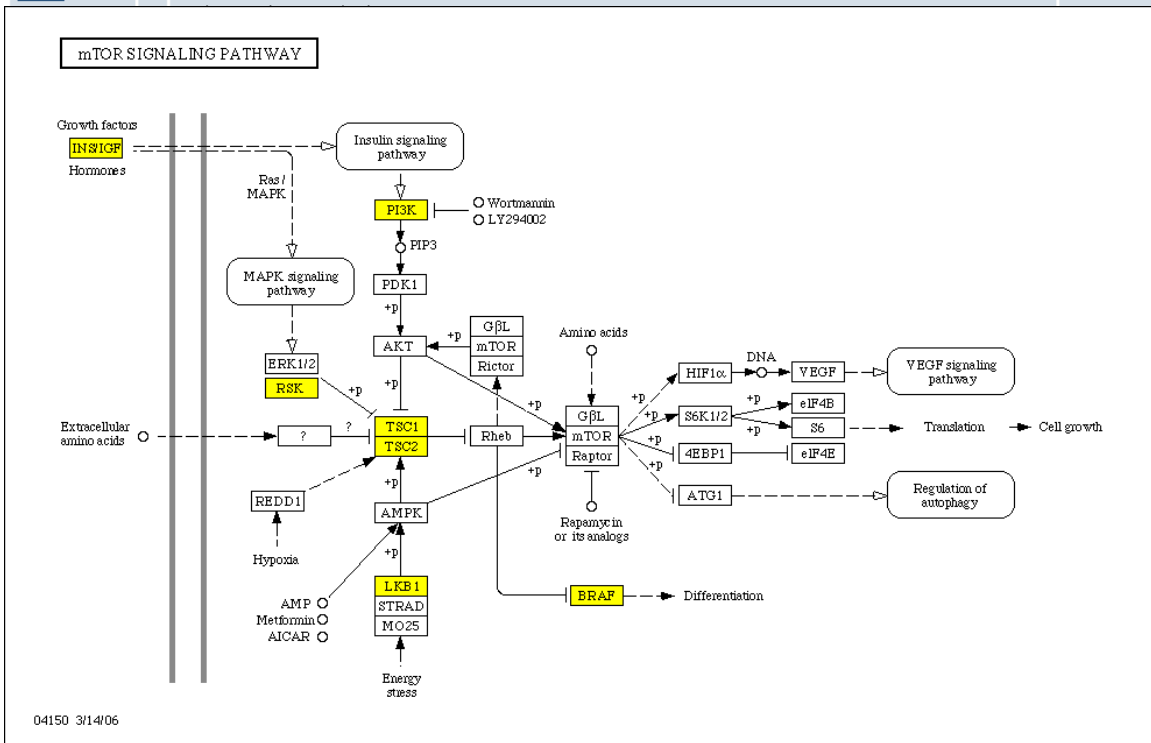 mTOR SIGNALING PATHWAY
Growth factors
INS/IGF
Hormones
Insulin signaling
pathway
Ras/
MAPK
PI3K
Wortmannin
LY294002
PIP3
MAPK signaling
pathway
PDK1
+p
AKT
+p
GβL
mTOR
Rictor
Amino acids
ERK1/2
RSK
+p
+p
+p
HIF1α
DNA
VEGF
VEGF signaling
pathway
+p
+p
S6K1/2
+p
eIF4B
+p
S6
Translation
Cell growth
Extracellular
amino acids
?
?
TSC1
TSC2
Rheb
GβL
mTOR
Raptor
+p
4EBP1
eIF4E
+p
+p
ATG1
Regulation of
autophagy
REDD1
+p
AMPK
Hypoxia
+p
Rapamycin
or its analogs
AMP
Metformin
AICAR
LKB1
STRAD
MO25
BRAF
Differentiation
Energy
stress
04150 3/14/06